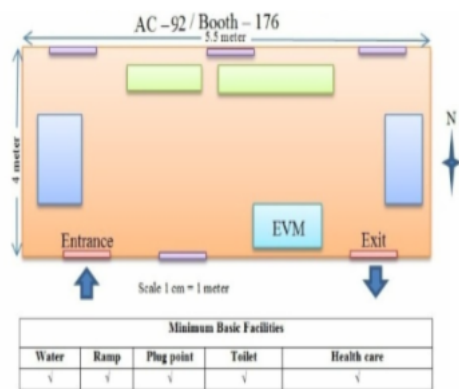 AC -92 / Booth - 176
5.5 meter
4 meter
N
EVM
Entrance
Exit
Scale 1 cm = 1 meter
Minimum Basic Facilities
Water Ramp Plug point Toilet Health care
√ √ √ √ √